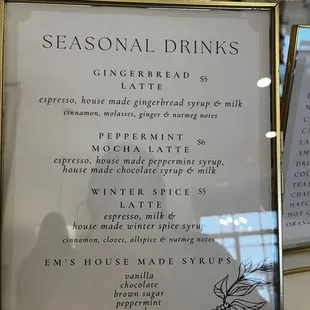 SEASONAL DRINKS
GINGERBREAD $5
LATTE
espresso, house made gingerbread syrup & milk
cinnamon, molasses, ginger & nutmeg notes
PEPPERMINT $6
MOCHA LATTE
espresso, house made peppermint syrup,
house made chocolate syrup & milk
WINTER SPICE $5
LATTE
espresso, milk &
house made winter spice syrup
cinnamon, cloves, allspice & nutmeg notes
EM'S HOUSE MADE SYRUPS
vanilla
chocolate
brown sugar
peppermint